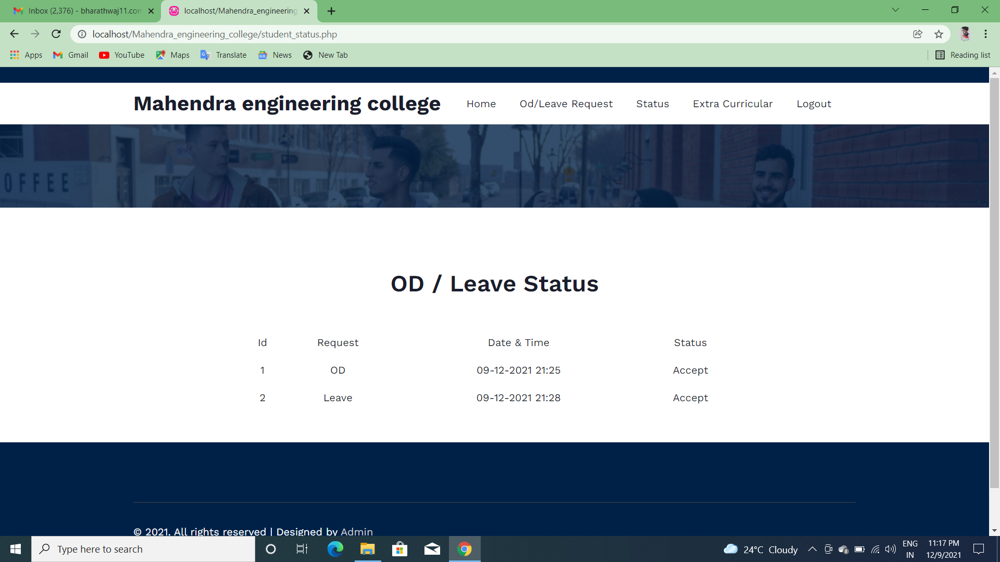 Inbox (2,376) - bharathwaj11.com
localhost/Mahendra_engineering
localhost/Mahendra_engineering_college/student_status.php
Apps Gmail YouTube Maps Translate News New Tab Reading list
Mahendra engineering college Home Od/Leave Request Status Extra Curricular Logout
OFFEE
OD / Leave Status
Id Request Date & Time Status
1 OD 09-12-2021 21:25 Accept
2 Leave 09-12-2021 21:28 Accept
© 2021. All rights reserved | Designed by Admin
Type here to search
24°C Cloudy
ENG
IN
11:17 PM
12/9/2021